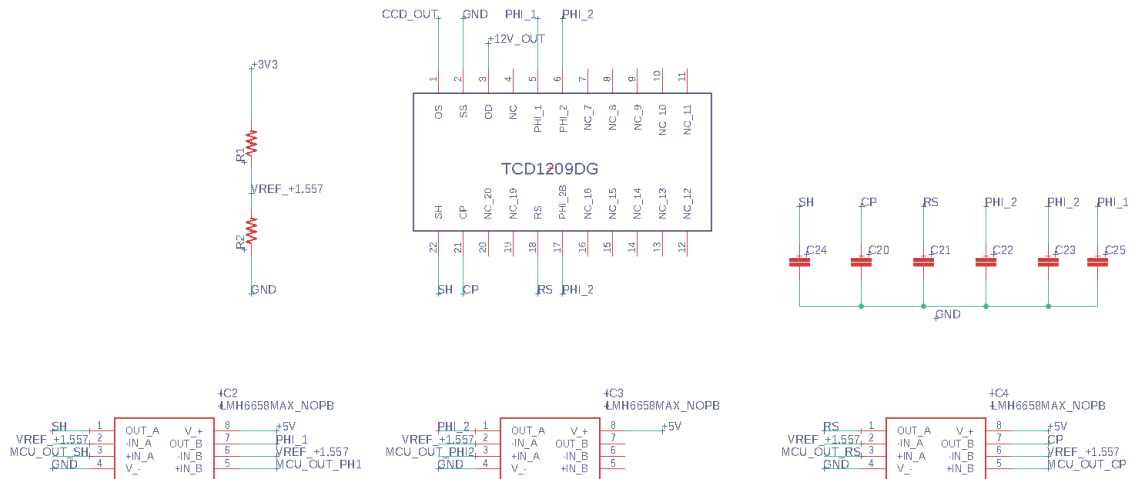 CCD_OUT GND PHI_1 PHI_2
+12V_OUT
+3V3
1 2 3 4 5 6 7 8 9 10 11
OS SS OD NC PHI_1 PHI_2 NC_7 NC_8 NC_9 NC_10 NC_11
R1
TCD1209DG
VREF_+1.557
SH CP NC_20 NC_19 RS PHI_2B NC_16 NC_15 NC_14 NC_13 NC_12
22 21 20 19 18 17 16 15 14 13 12
R2
SH CP RS PHI_2
GND
SH CP RS PHI_2 PHI_2 PHI_1
C24 C20 C21 C22 C23 C25
GND
IC2
LMH6658MAX_NOPB
SH 1 OUT_A V_+ 8 +5V
VREF_+1.557 2 -IN_A OUT_B 7 PHI_1
MCU_OUT_SH 3 +IN_A -IN_B 6 VREF_+1.557
GND 4 V_- +IN_B 5 MCU_OUT_PH1
IC3
LMH6658MAX_NOPB
PHI_2 1 OUT_A V_+ 8 +5V
VREF_+1.557 2 -IN_A OUT_B 7
MCU_OUT_PHI2 3 +IN_A -IN_B 6
GND 4 V_- +IN_B 5
IC4
LMH6658MAX_NOPB
RS 1 OUT_A V_+ 8 +5V
VREF_+1.557 2 -IN_A OUT_B 7 CP
MCU_OUT_RS 3 +IN_A -IN_B 6 VREF_+1.557
GND 4 V_- +IN_B 5 MCU_OUT_CP